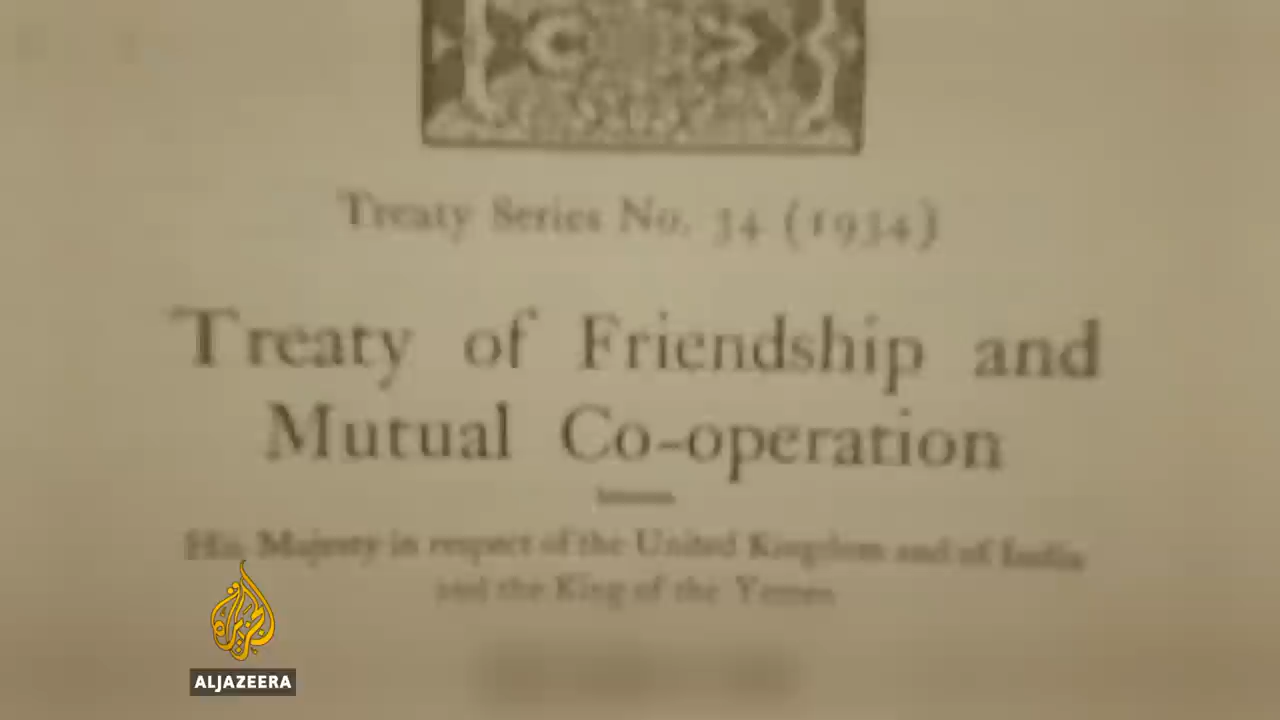 Treaty Series No. 34 (1934)
Treaty of Friendship and
Mutual Co-operation
His Majesty in respect of the United Kingdom and of India
and the King of the Yemen
ALJAZEERA